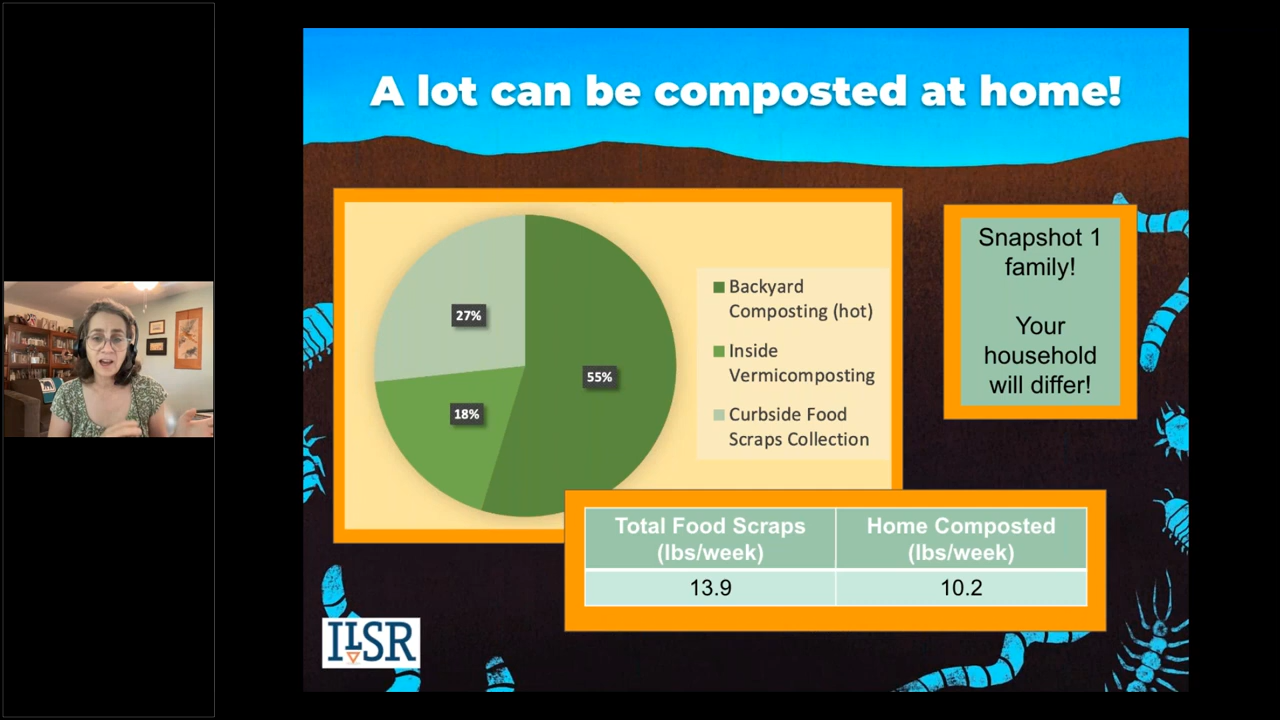 A lot can be composted at home!
27%
55%
18%
Backyard
Composting (hot)
Inside
Vermicomposting
Curbside Food
Scraps Collection
Snapshot 1
family!
Your
household
will differ!
Total Food Scraps
(lbs/week)
Home Composted
(lbs/week)
13.9
10.2
ILSR